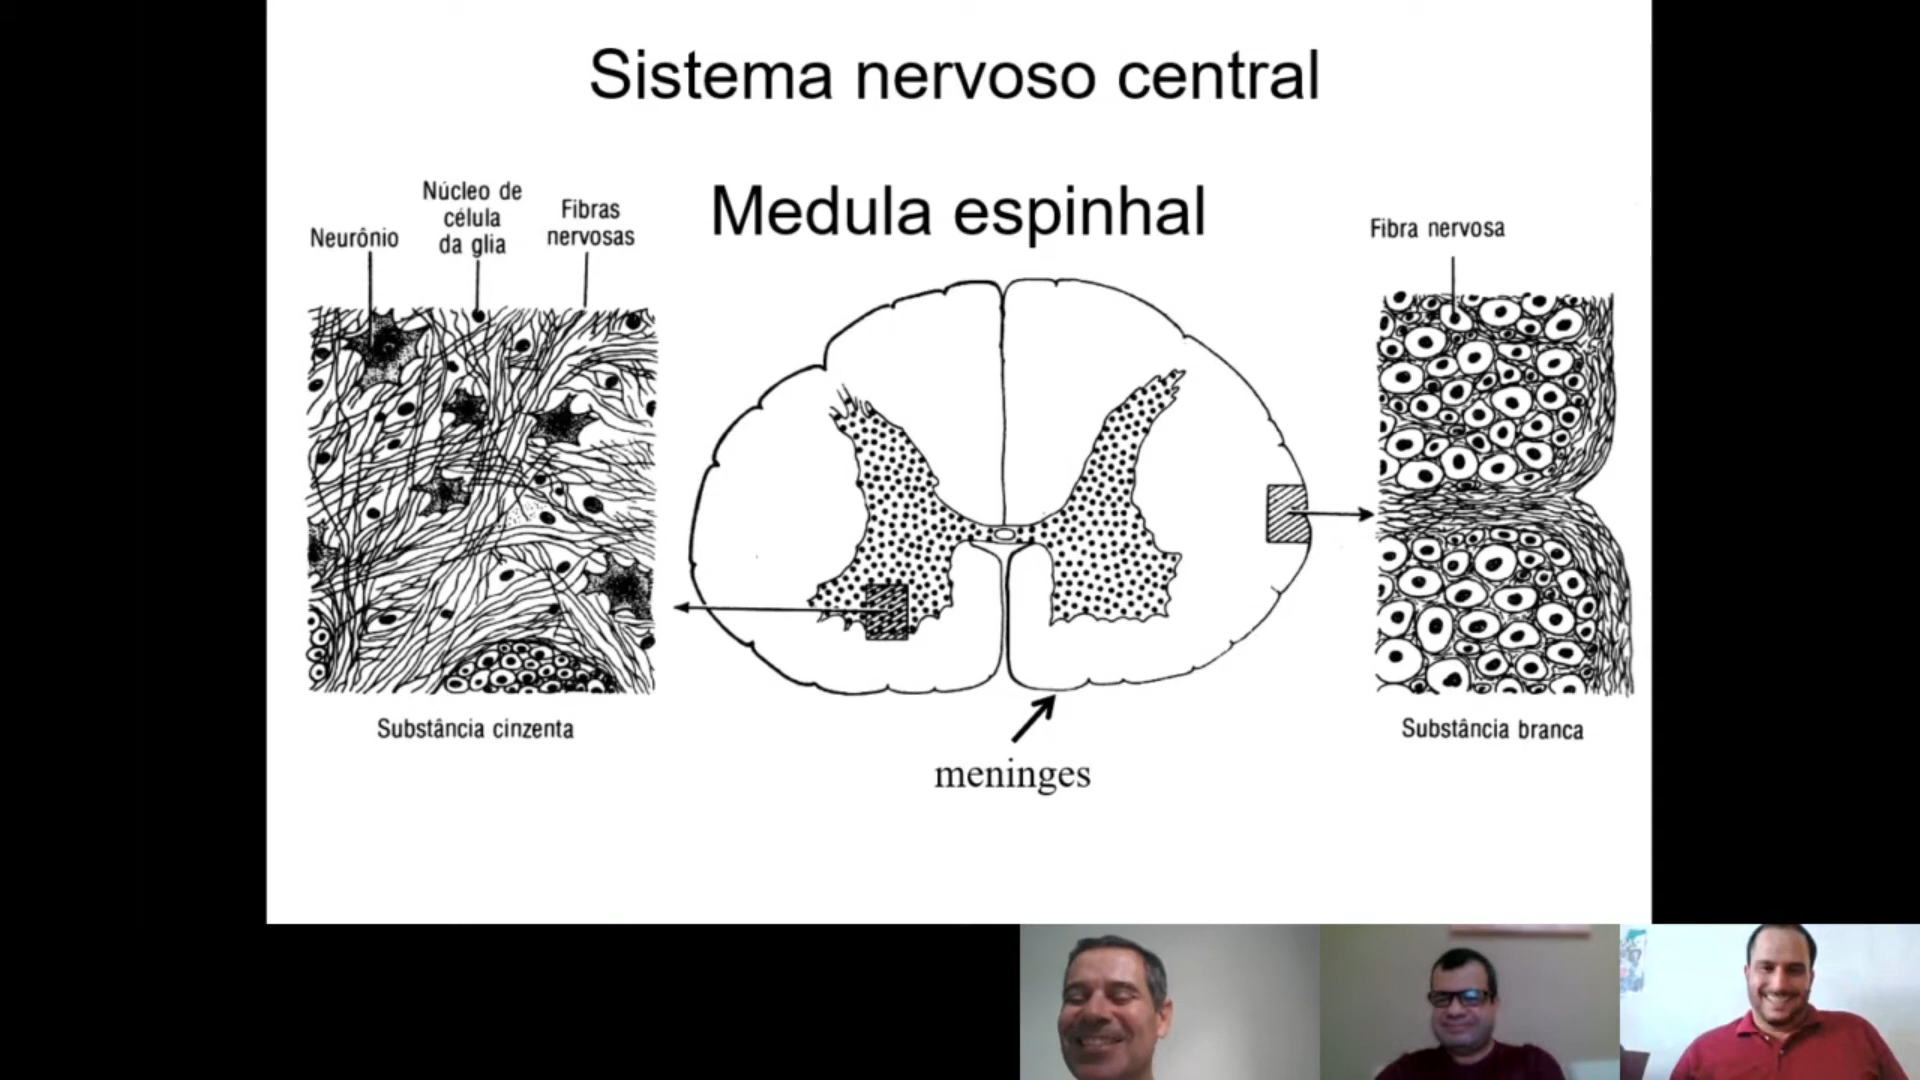 Sistema nervoso central
Medula espinhal
Neurônio
Núcleo de
célula
da glia
Fibras
nervosas
Fibra nervosa
Substância cinzenta
Substância branca
meninges